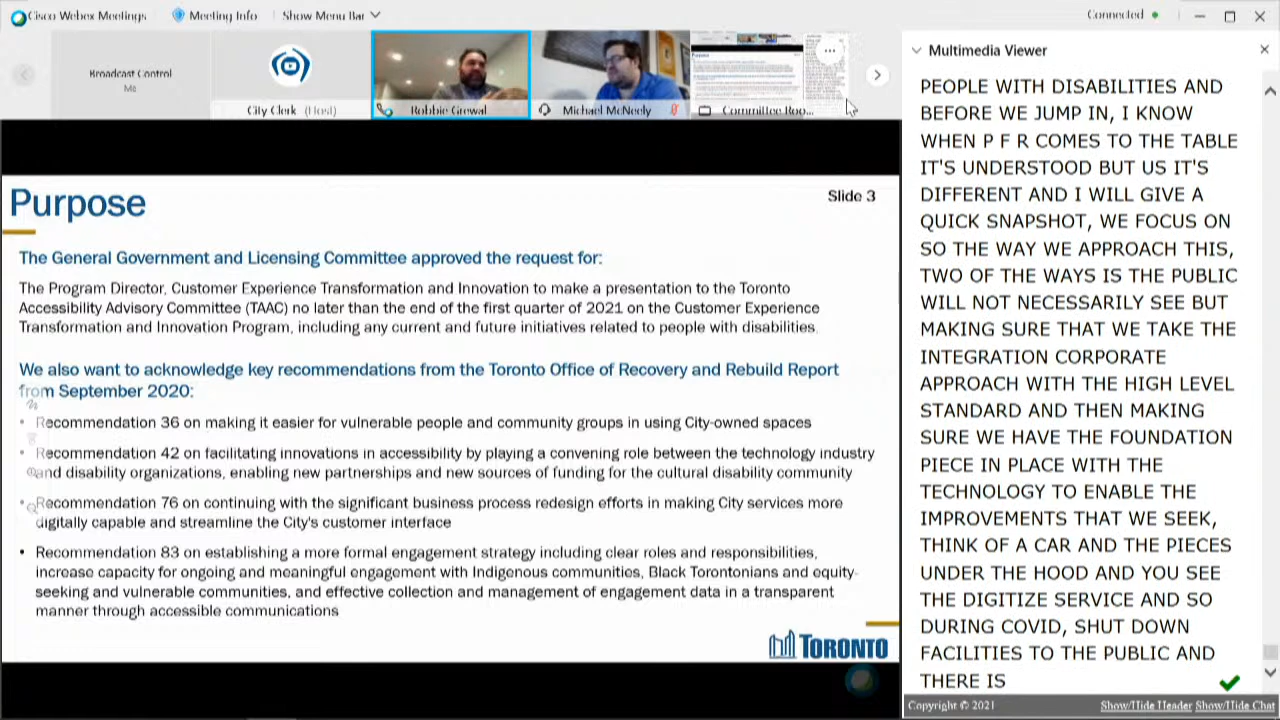 Cisco Webex Meetings
Meeting Info
Show Menu Bar
Connected
Broadcast Control
City Clerk (Host)
Robbie Grewal
Michael McNeely
Committee Roo...
Purpose
Slide 3
The General Government and Licensing Committee approved the request for:
The Program Director, Customer Experience Transformation and Innovation to make a presentation to the Toronto
Accessibility Advisory Committee (TAAC) no later than the end of the first quarter of 2021 on the Customer Experience
Transformation and Innovation Program, including any current and future initiatives related to people with disabilities.
We also want to acknowledge key recommendations from the Toronto Office of Recovery and Rebuild Report
from September 2020:
• Recommendation 36 on making it easier for vulnerable people and community groups in using City-owned spaces
• Recommendation 42 on facilitating innovations in accessibility by playing a convening role between the technology industry
and disability organizations, enabling new partnerships and new sources of funding for the cultural disability community
• Recommendation 76 on continuing with the significant business process redesign efforts in making City services more
digitally capable and streamline the City's customer interface
• Recommendation 83 on establishing a more formal engagement strategy including clear roles and responsibilities,
increase capacity for ongoing and meaningful engagement with Indigenous communities, Black Torontonians and equity-
seeking and vulnerable communities, and effective collection and management of engagement data in a transparent
manner through accessible communications
TORONTO
Multimedia Viewer
PEOPLE WITH DISABILITIES AND
BEFORE WE JUMP IN, I KNOW
WHEN P F R COMES TO THE TABLE
IT'S UNDERSTOOD BUT US IT'S
DIFFERENT AND I WILL GIVE A
QUICK SNAPSHOT, WE FOCUS ON
SO THE WAY WE APPROACH THIS,
TWO OF THE WAYS IS THE PUBLIC
WILL NOT NECESSARILY SEE BUT
MAKING SURE THAT WE TAKE THE
INTEGRATION CORPORATE
APPROACH WITH THE HIGH LEVEL
STANDARD AND THEN MAKING
SURE WE HAVE THE FOUNDATION
PIECE IN PLACE WITH THE
TECHNOLOGY TO ENABLE THE
IMPROVEMENTS THAT WE SEEK,
THINK OF A CAR AND THE PIECES
UNDER THE HOOD AND YOU SEE
THE DIGITIZE SERVICE AND SO
DURING COVID, SHUT DOWN
FACILITIES TO THE PUBLIC AND
THERE IS
Copyright © 2021
Show/Hide Header Show/Hide Chat